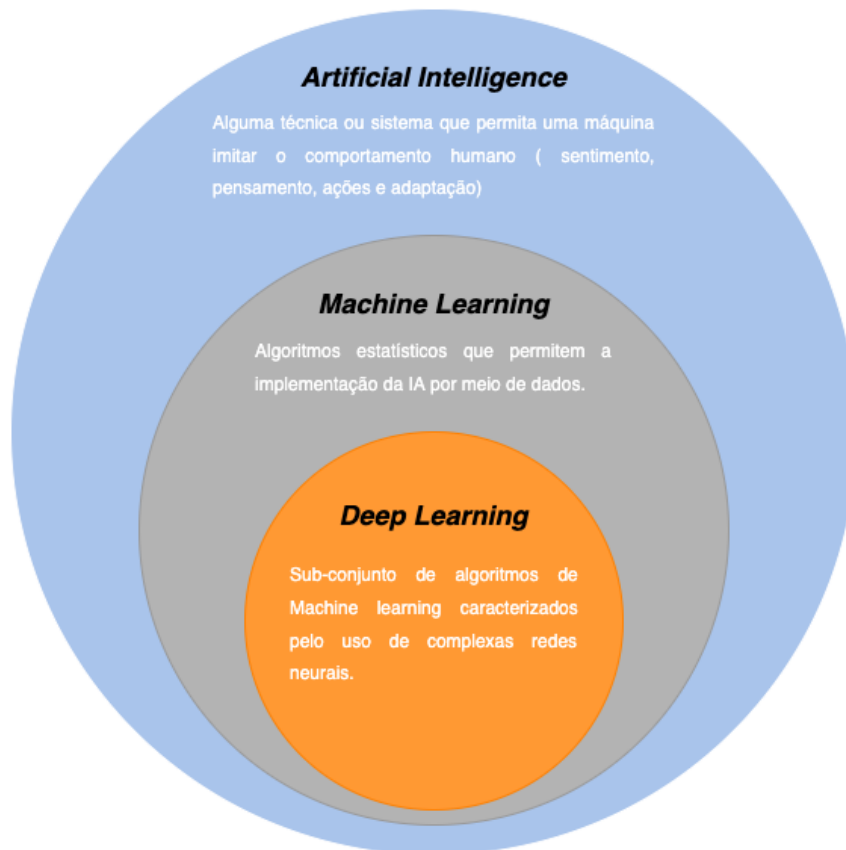 Artificial Intelligence
Alguma técnica ou sistema que permita uma máquina
imitar o comportamento humano ( sentimento,
pensamento, ações e adaptação)
Machine Learning
Algoritmos estatísticos que permitem a
implementação da IA por meio de dados.
Deep Learning
Sub-conjunto de algoritmos de
Machine learning caracterizados
pelo uso de complexas redes
neurais.